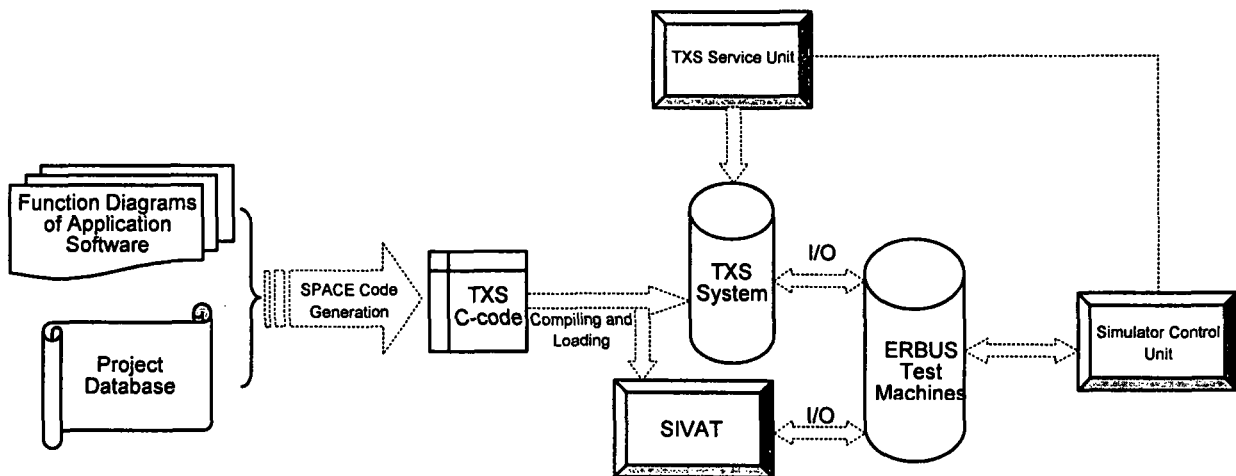 TXS Service Unit
Function Diagrams
of Application
Software
SPACE Code
Generation
Project
Database
TXS
C-code
Compiling and
Loading
TXS
System
I/O
ERBUS
Test
Machines
Simulator Control
Unit
SIVAT
I/O